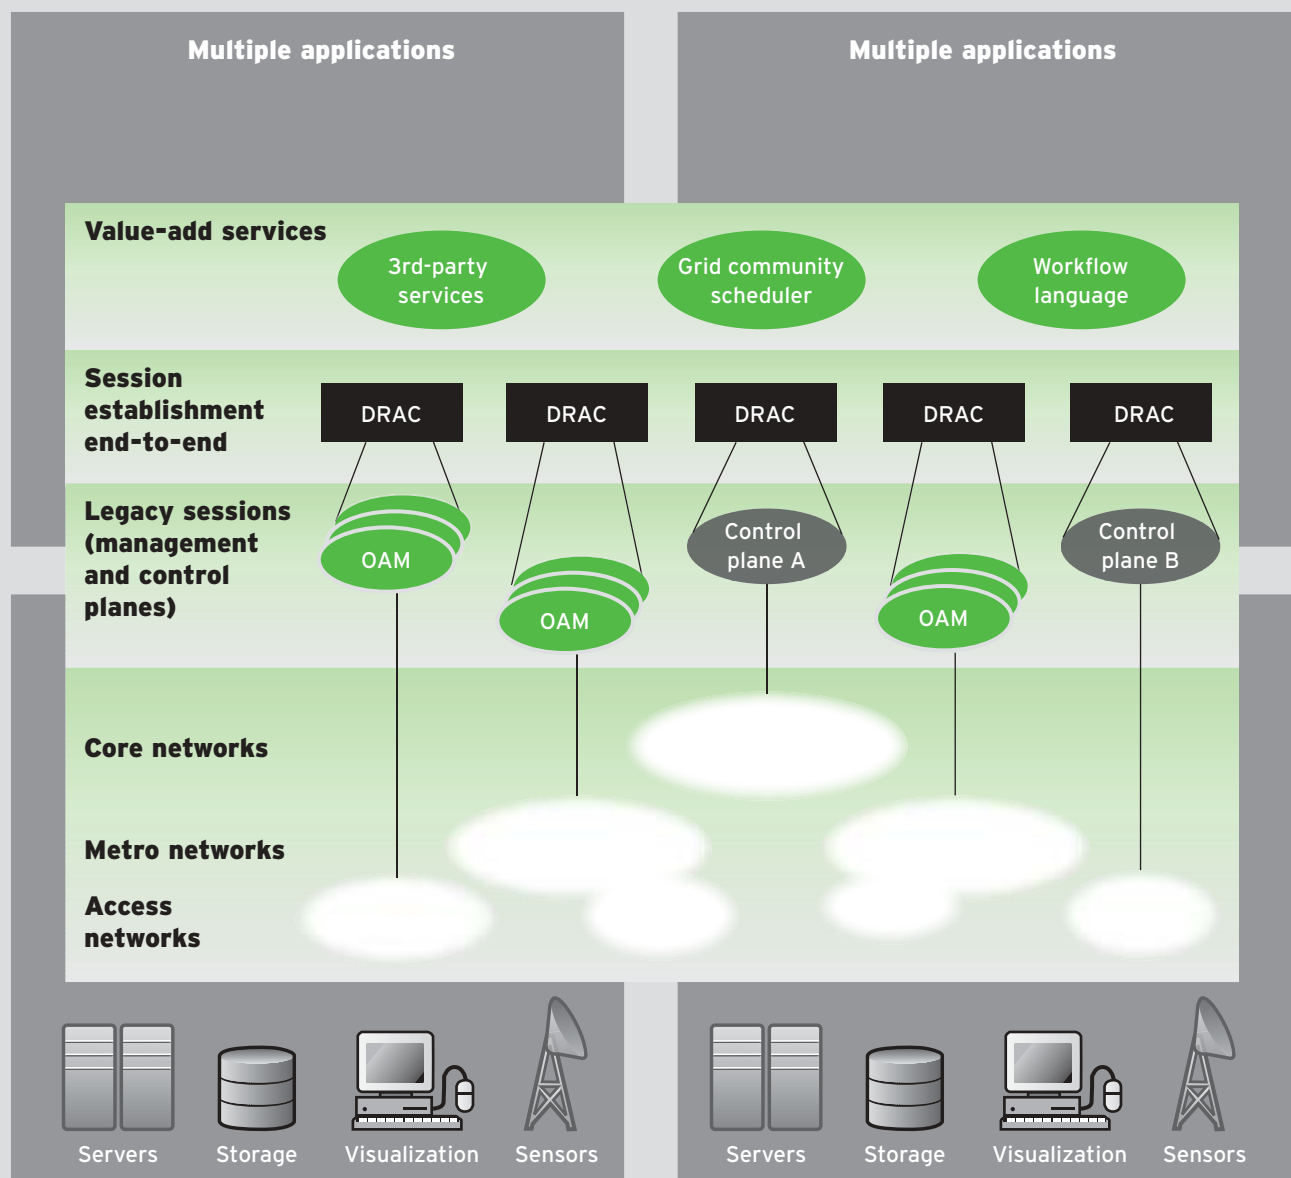 Multiple applications
Multiple applications
Value-add services
3rd-party
services
Grid community
scheduler
Workflow
language
Session
establishment
end-to-end
DRAC
DRAC
DRAC
DRAC
DRAC
Legacy sessions
(management
and control
planes)
OAM
OAM
Control
plane A
OAM
Control
plane B
Core networks
Metro networks
Access
networks
Servers
Storage
Visualization
Sensors
Servers
Storage
Visualization
Sensors